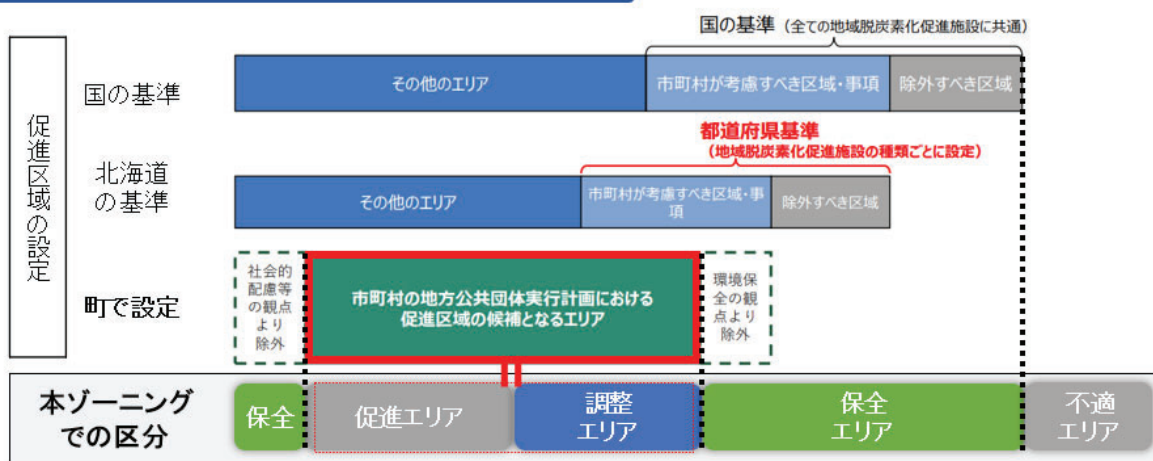 国の基準 (全ての地域脱炭素化促進施設に共通)
促進区域の設定
国の基準
その他のエリア
市町村が考慮すべき区域・事項
除外すべき区域
都道府県基準
(地域脱炭素化促進施設の種類ごとに設定)
北海道
の基準
その他のエリア
市町村が考慮すべき区域・事
項
除外すべき区域
町で設定
社会的
配慮等
の観点
より
除外
市町村の地方公共団体実行計画における
促進区域の候補となるエリア
環境保
全の観
点より
除外
本ゾーニング
での区分
保全
促進エリア
調整
エリア
保全
エリア
不適
エリア